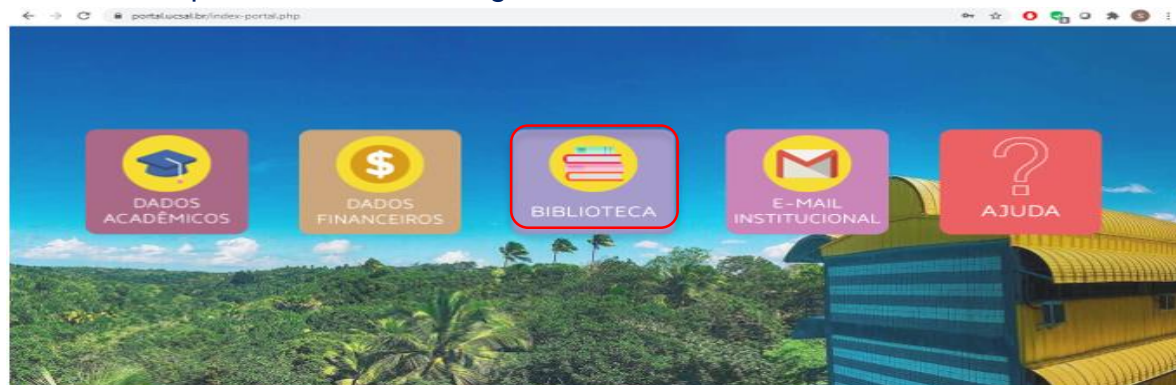 portal.ucsal.br/index-portal.php
DADOS
ACADÊMICOS
DADOS
FINANCEIROS
BIBLIOTECA
E-MAIL
INSTITUCIONAL
?
AJUDA